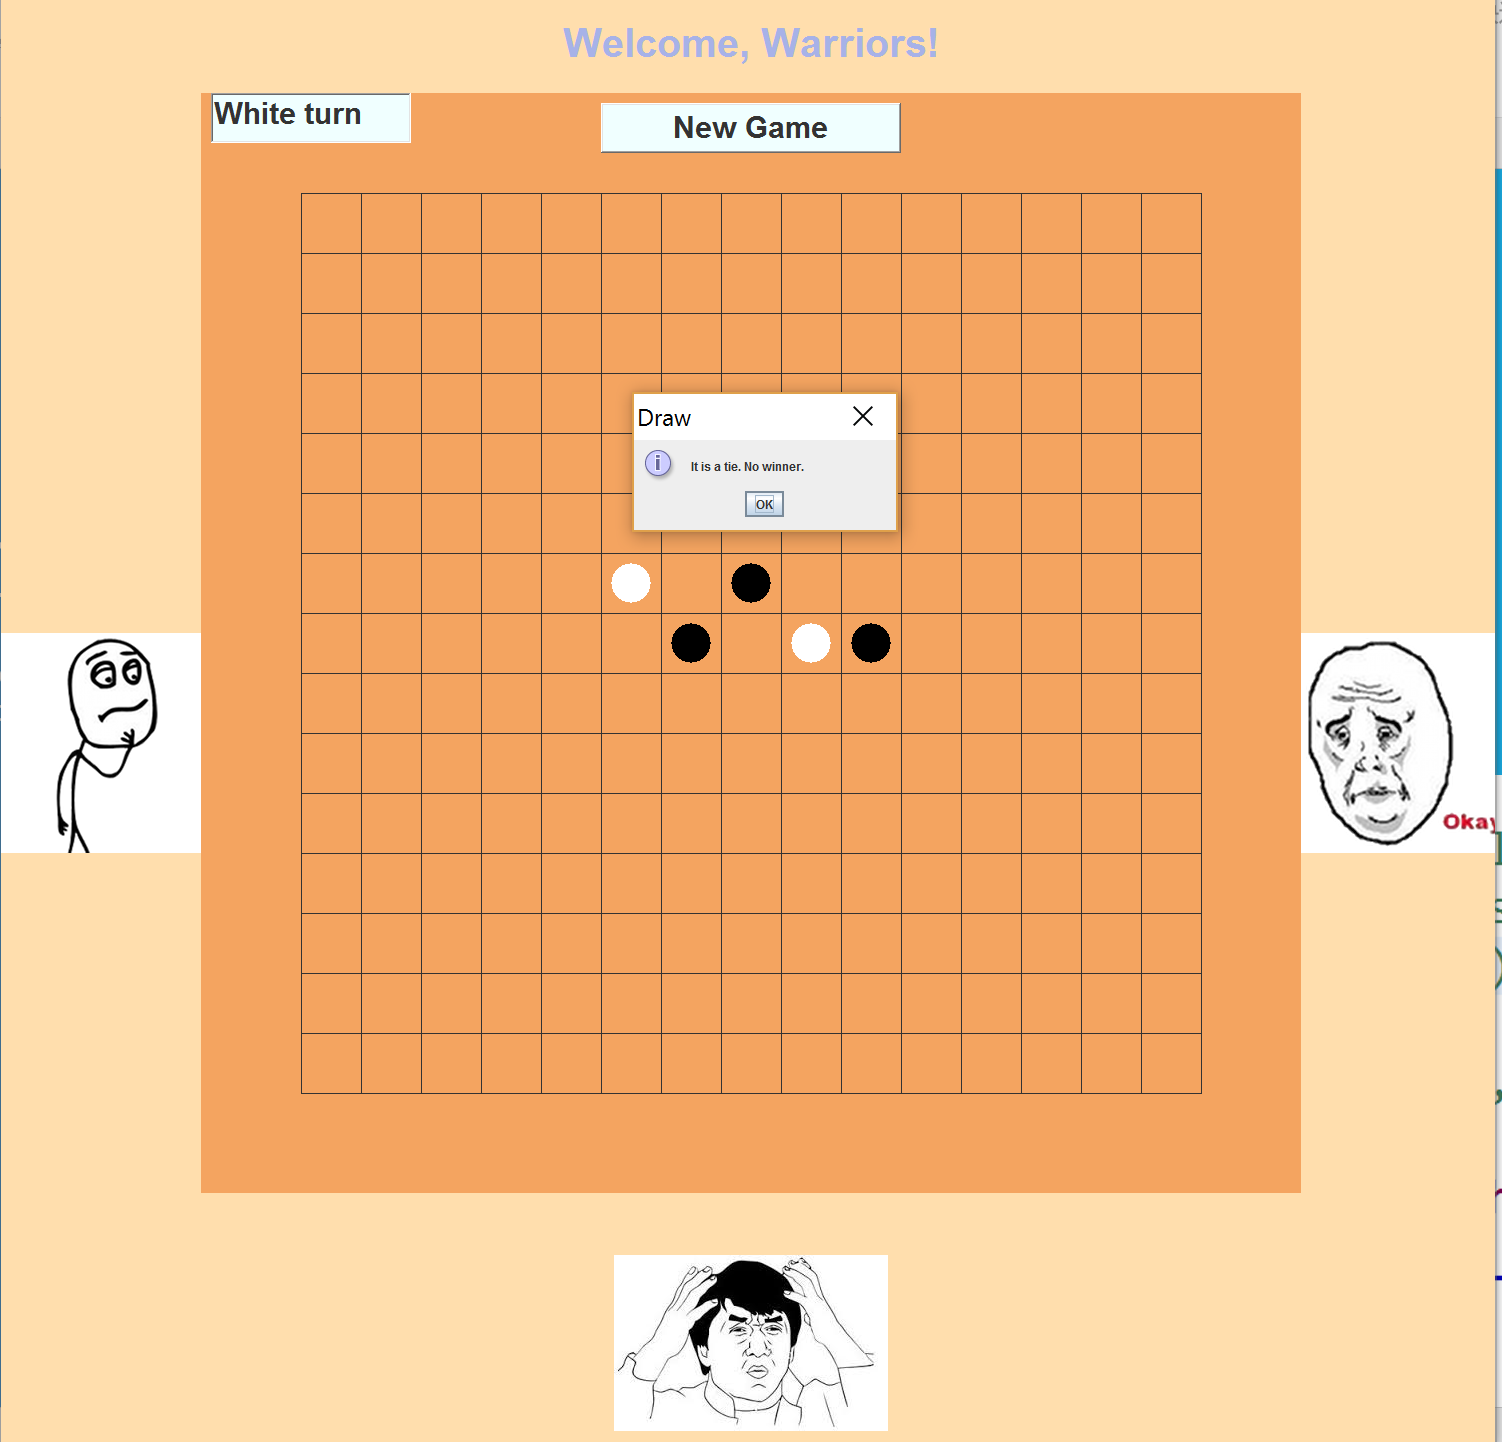 Welcome, Warriors!
White turn
New Game
Draw
It is a tie. No winner.
OK
Okay